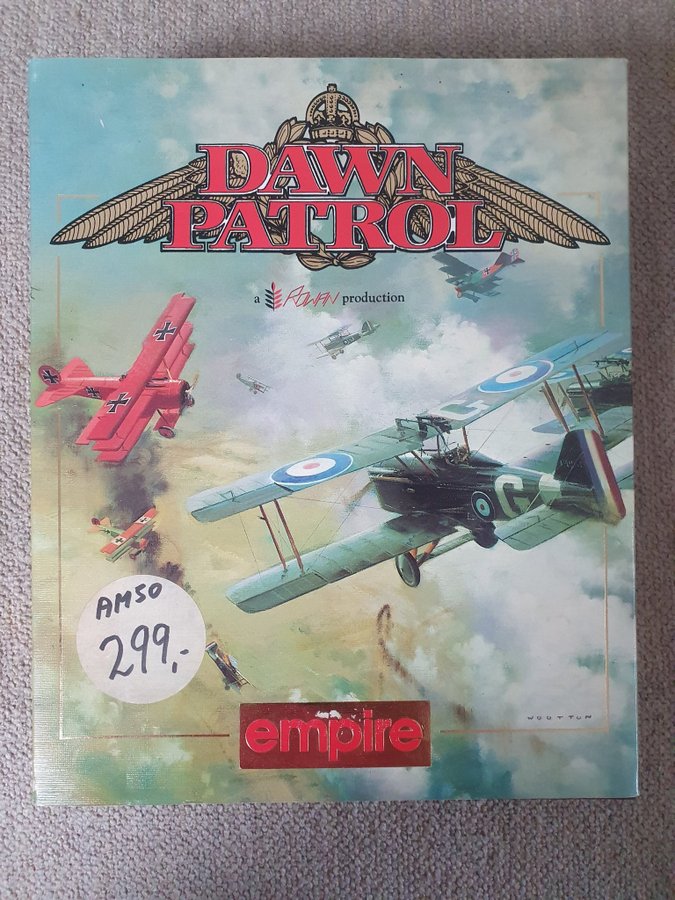 DAWN
PATROL
a ROWAN production
G
G
AMSO
299,-
WOOTTON
empire